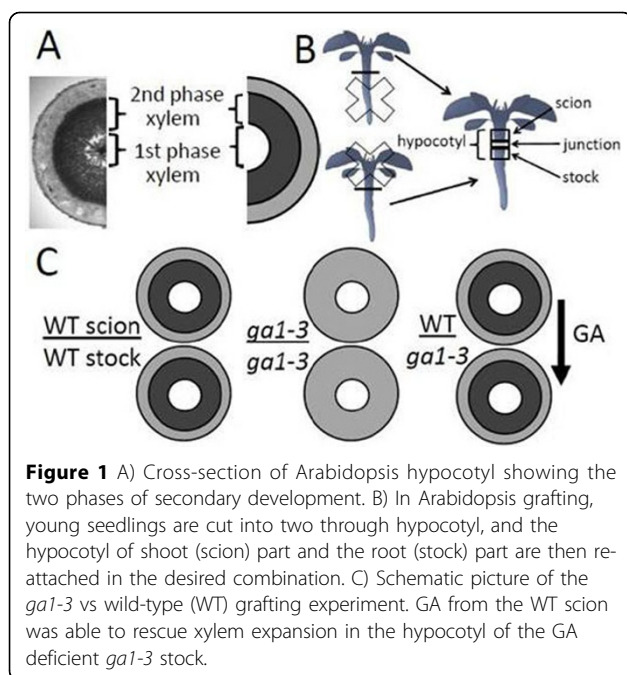 A
2nd phase
xylem
1st phase
xylem
B
scion
hypocotyl
junction
stock
C
WT scion
WT stock
ga1-3
ga1-3
WT
ga1-3
GA
Figure 1 A) Cross-section of Arabidopsis hypocotyl showing the
two phases of secondary development. B) In Arabidopsis grafting,
young seedlings are cut into two through hypocotyl, and the
hypocotyl of shoot (scion) part and the root (stock) part are then re-
attached in the desired combination. C) Schematic picture of the
ga1-3 vs wild-type (WT) grafting experiment. GA from the WT scion
was able to rescue xylem expansion in the hypocotyl of the GA
deficient ga1-3 stock.